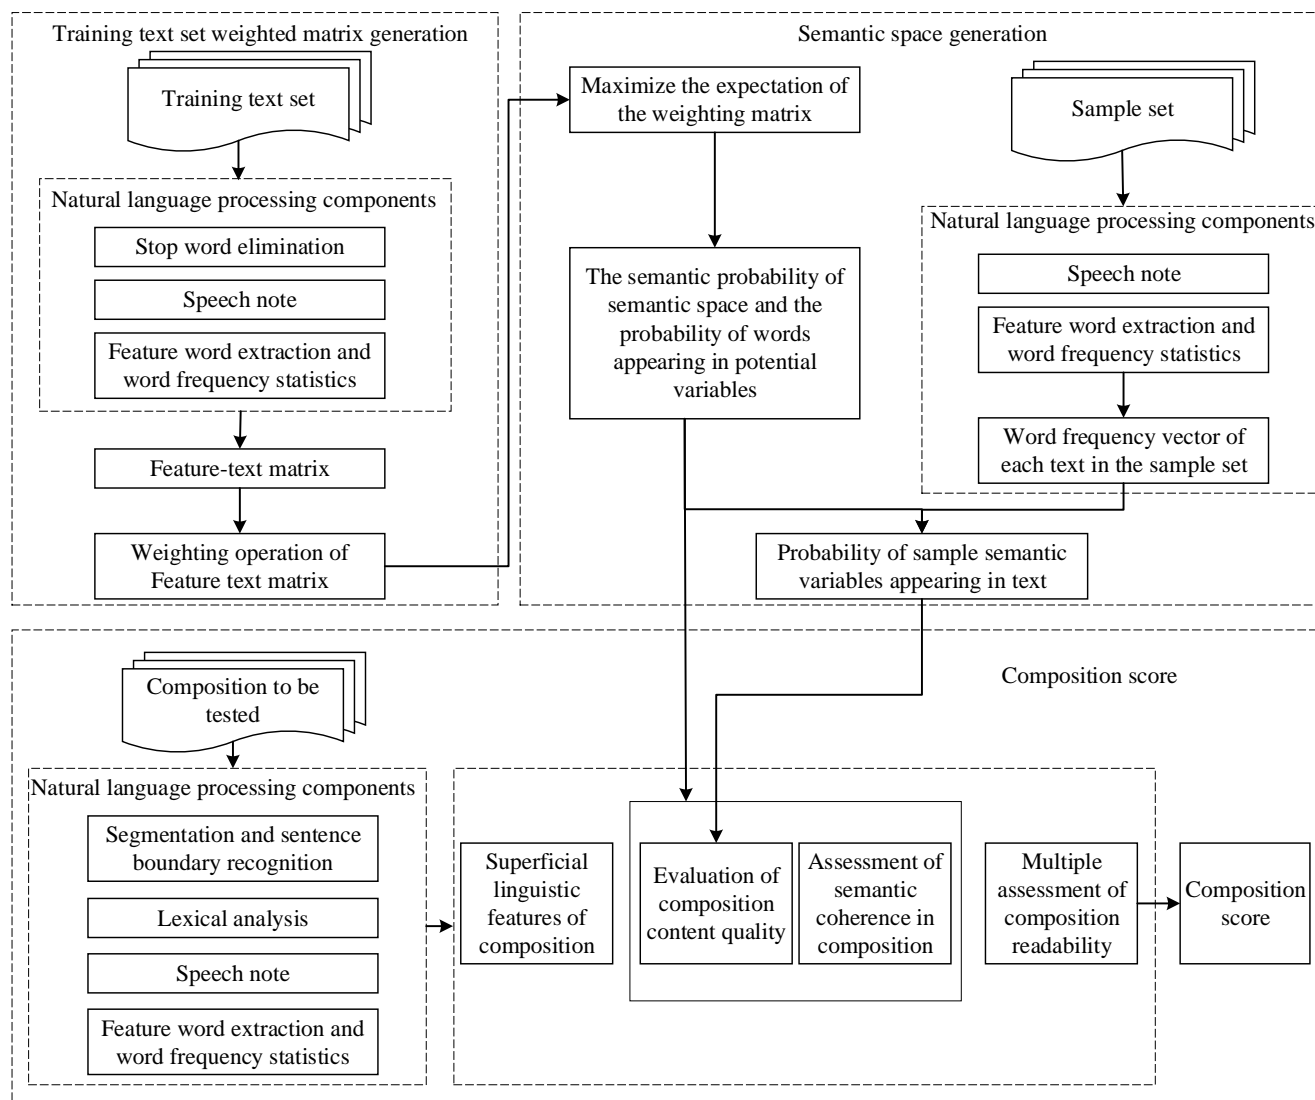 Training text set weighted matrix generation
Training text set
Natural language processing components
Stop word elimination
Speech note
Feature word extraction and
word frequency statistics
Feature-text matrix
Weighting operation of
Feature text matrix
Semantic space generation
Maximize the expectation of
the weighting matrix
The semantic probability of
semantic space and the
probability of words
appearing in potential
variables
Sample set
Natural language processing components
Speech note
Feature word extraction and
word frequency statistics
Word frequency vector of
each text in the sample set
Probability of sample semantic
variables appearing in text
Composition score
Composition to be
tested
Natural language processing components
Segmentation and sentence
boundary recognition
Lexical analysis
Speech note
Feature word extraction and
word frequency statistics
Superficial
linguistic
features of
composition
Evaluation of
composition
content quality
Assessment of
semantic
coherence in
composition
Multiple
assessment of
composition
readability
Composition
score